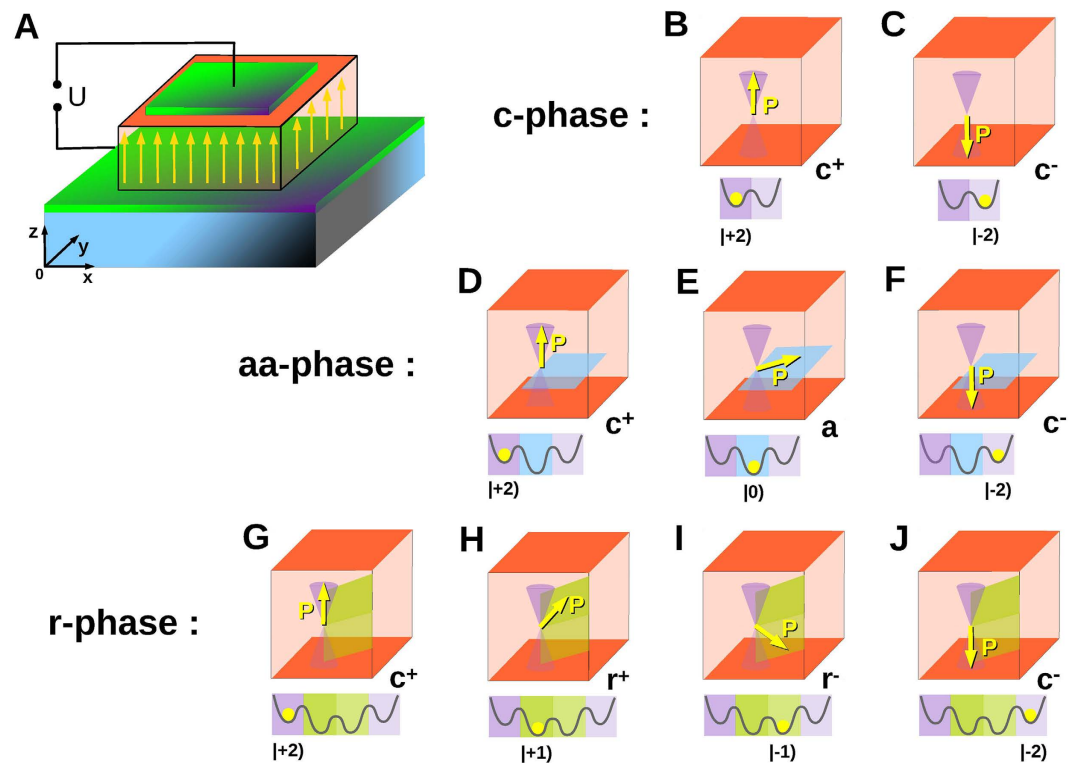 A
U
z
y
0
x
c-phase :
B
P
c⁺
|+2)
C
P
c⁻
|-2)
aa-phase :
D
P
c⁺
|+2)
E
P
a
|0)
F
P
c⁻
|-2)
r-phase :
G
P
c⁺
|+2)
H
P
r⁺
|+1)
I
P
r⁻
|-1)
J
P
c⁻
|-2)